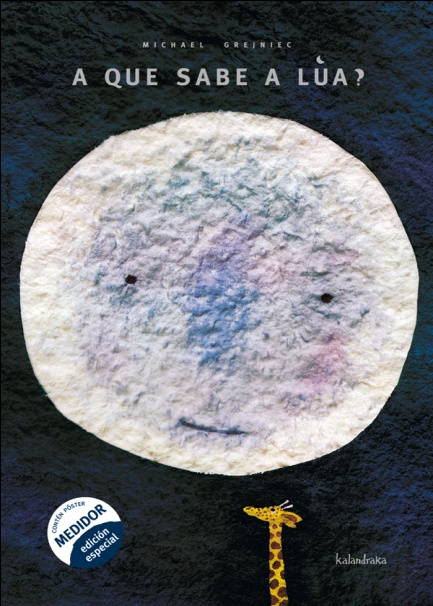 MICHAEL GREJNIEC
A QUE SABE A LÚA?
CONTÉN PÓSTER
MEDIDOR
edición
especial
kalandraka